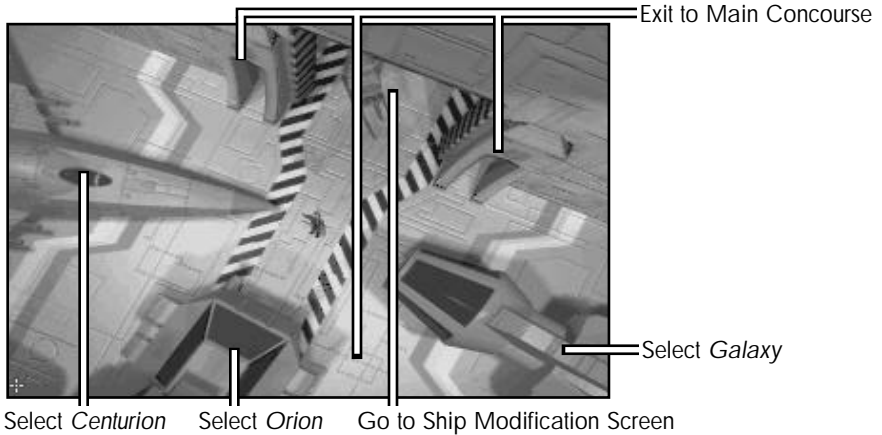 Exit to Main Concourse
Select Galaxy
Select Centurion
Select Orion
Go to Ship Modification Screen